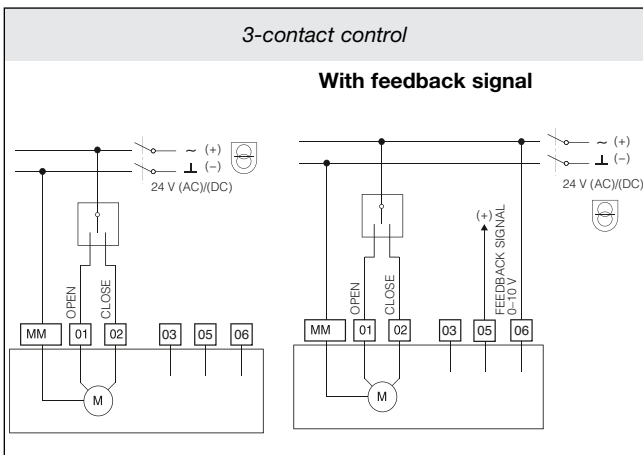 3-contact control
With feedback signal
~ (+)
⊥ (−)
24 V (AC)/(DC)
OPEN
CLOSE
MM 01 02 03 05 06
M
~ (+)
⊥ (−)
24 V (AC)/(DC)
(+)
FEEDBACK SIGNAL
0–10 V
OPEN
CLOSE
MM 01 02 03 05 06
M